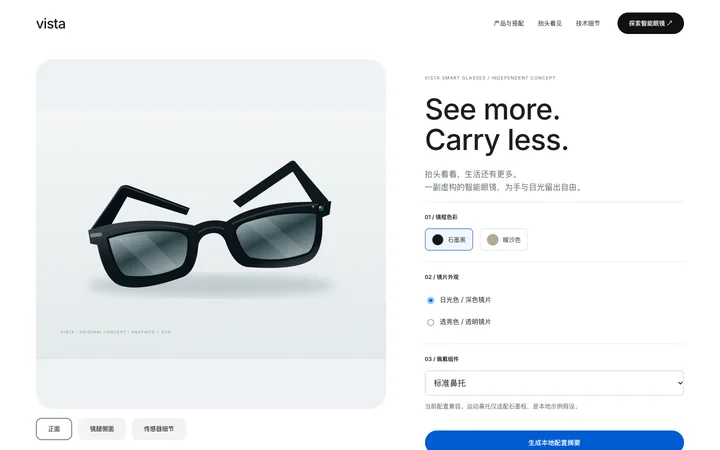 vista
产品与搭配
抬头看见
技术细节
探索智能眼镜 ↗
VISTA SMART GLASSES / INDEPENDENT CONCEPT
See more.
Carry less.
抬头看看，生活还有更多。
一副虚构的智能眼镜，为手与目光留出自由。
01 / 镜框色彩
石墨黑
暖沙色
02 / 镜片外观
日光色 / 深色镜片
透亮色 / 透明镜片
03 / 佩戴组件
标准鼻托
当前配置兼容。运动鼻托仅适配石墨框，是本地示例假设。
生成本地配置摘要
VISTA / ORIGINAL CONCEPT / GRAPHITE + SUN
正面
镜腿侧面
传感器细节